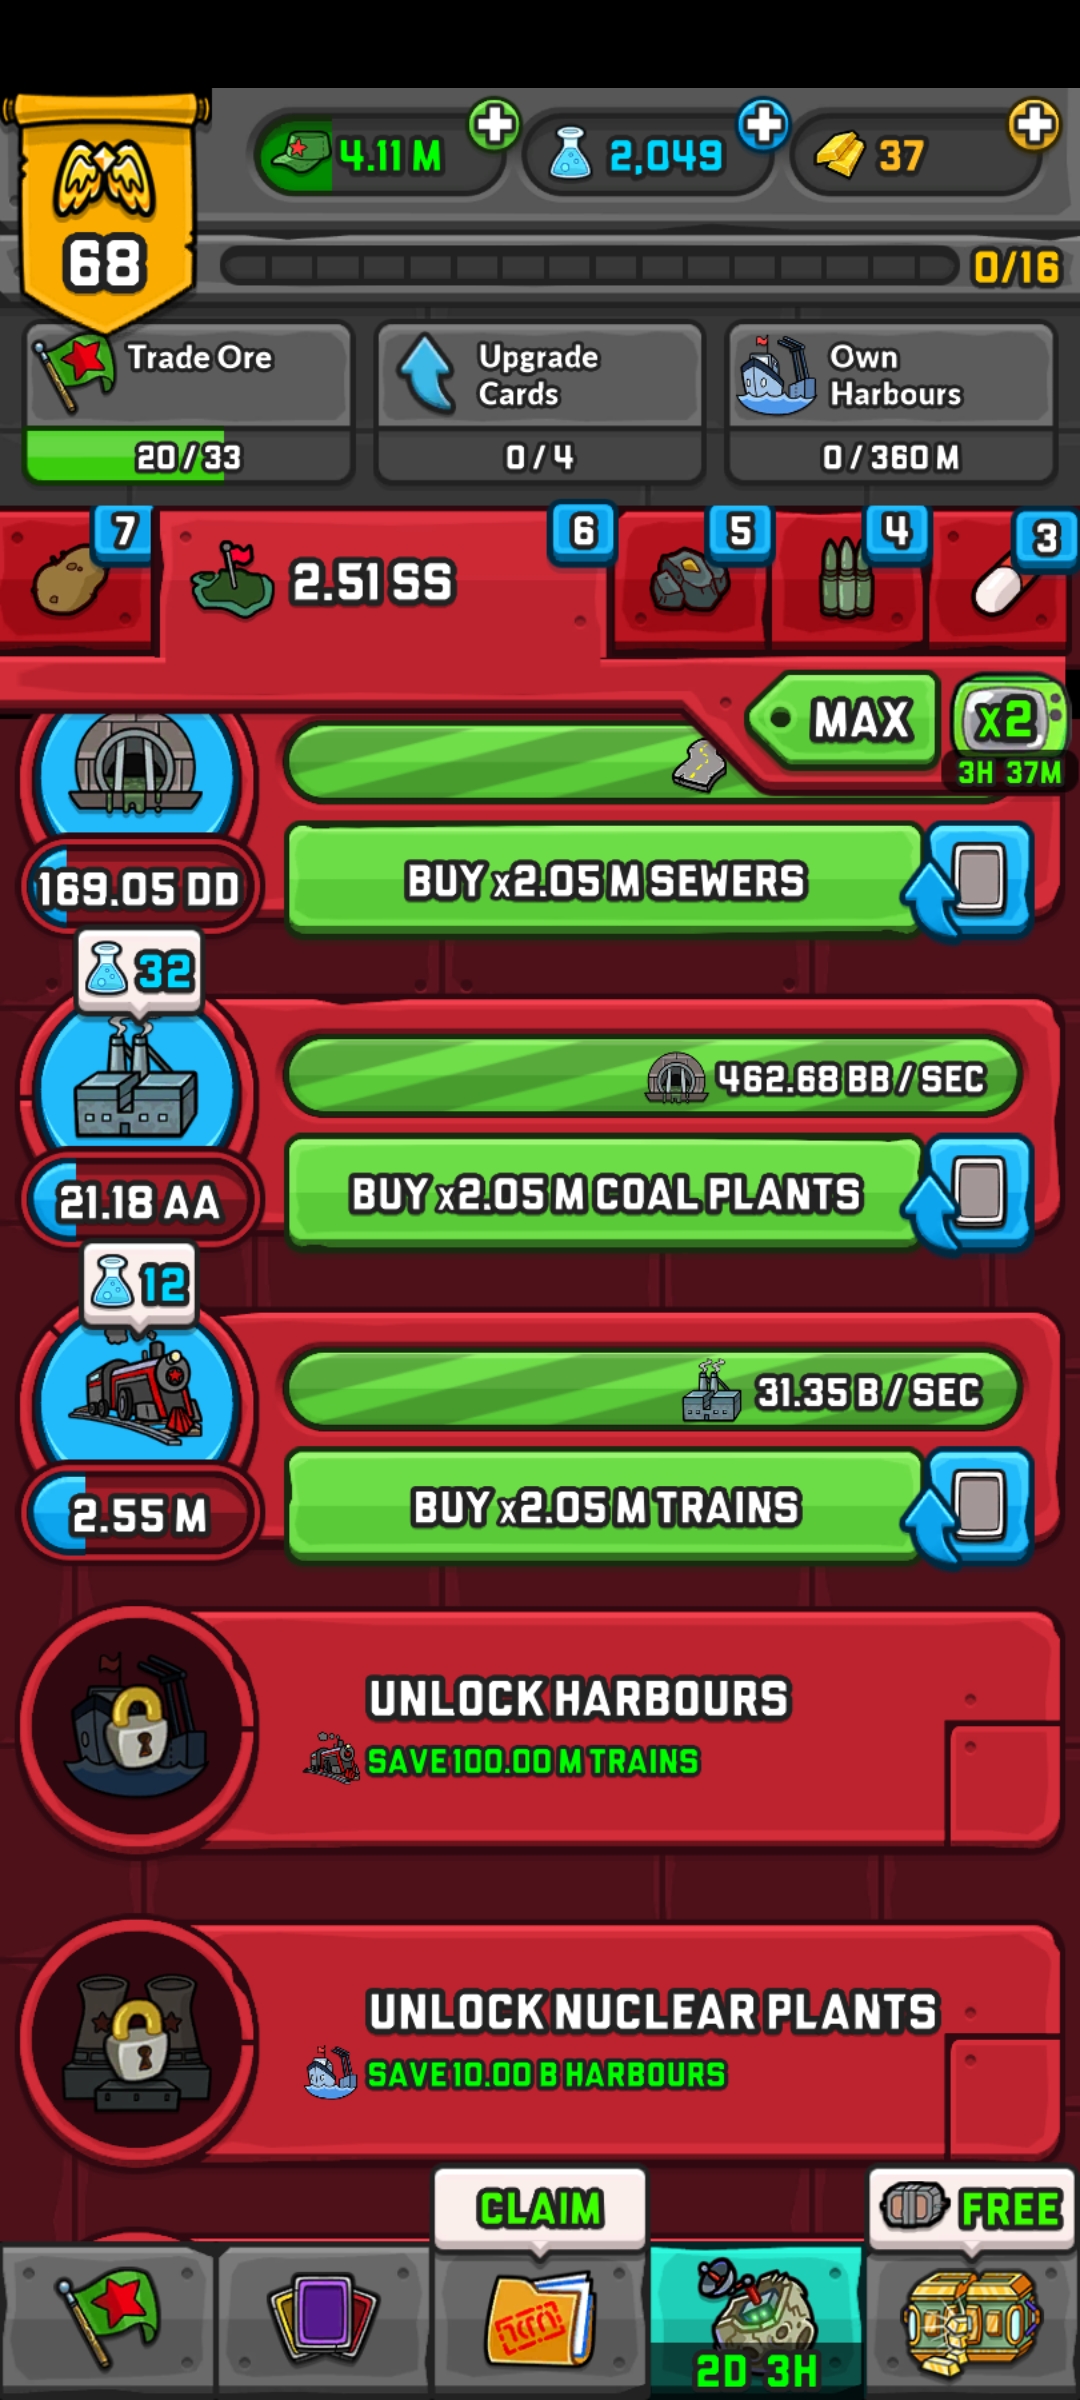 4.11 M
2,049
37
68
0/16
Trade Ore
20/33
Upgrade
Cards
0/4
Own
Harbours
0/360 M
7
2.51 SS
6
5
4
3
MAX
x2
3H 37M
169.05 DD
BUY x2.05 M SEWERS
32
462.68 BB / SEC
21.18 AA
BUY x2.05 M COAL PLANTS
12
31.35 B / SEC
2.55 M
BUY x2.05 M TRAINS
UNLOCK HARBOURS
SAVE 100.00 M TRAINS
UNLOCK NUCLEAR PLANTS
SAVE 10.00 B HARBOURS
CLAIM
FREE
2D 3H